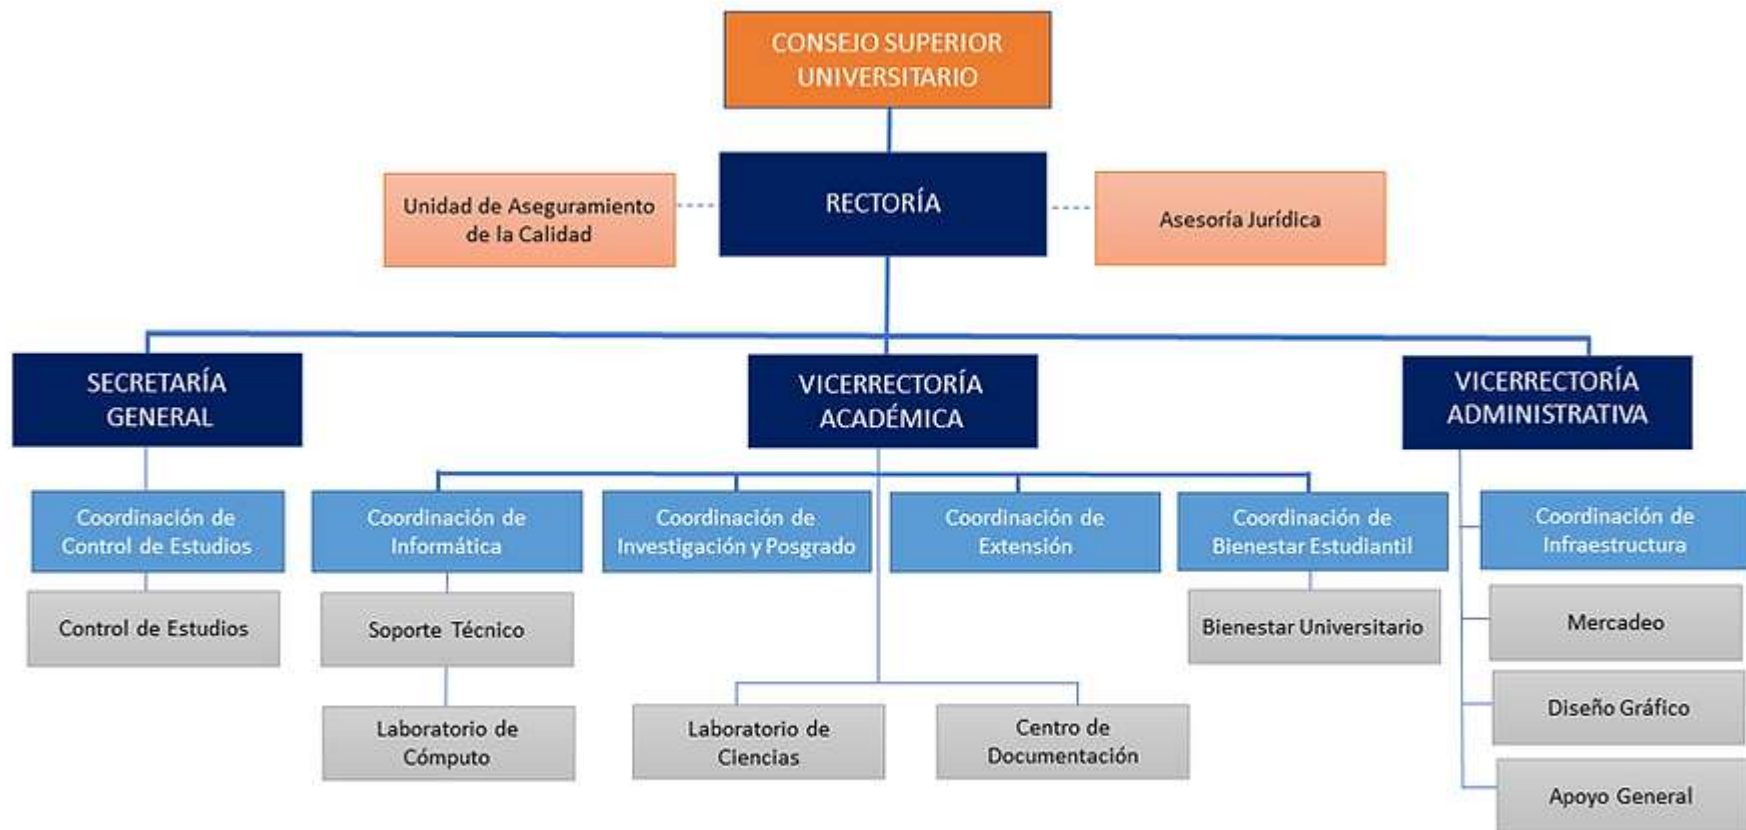 CONSEJO SUPERIOR
UNIVERSITARIO
Unidad de Aseguramiento
de la Calidad
RECTORÍA
Asesoría Jurídica
SECRETARÍA
GENERAL
VICERRECTORÍA
ACADÉMICA
VICERRECTORÍA
ADMINISTRATIVA
Coordinación de
Control de Estudios
Coordinación de
Informática
Coordinación de
Investigación y Posgrado
Coordinación de
Extensión
Coordinación de
Bienestar Estudiantil
Coordinación de
Infraestructura
Control de Estudios
Soporte Técnico
Bienestar Universitario
Mercadeo
Laboratorio de
Cómputo
Laboratorio de
Ciencias
Centro de
Documentación
Diseño Gráfico
Apoyo General